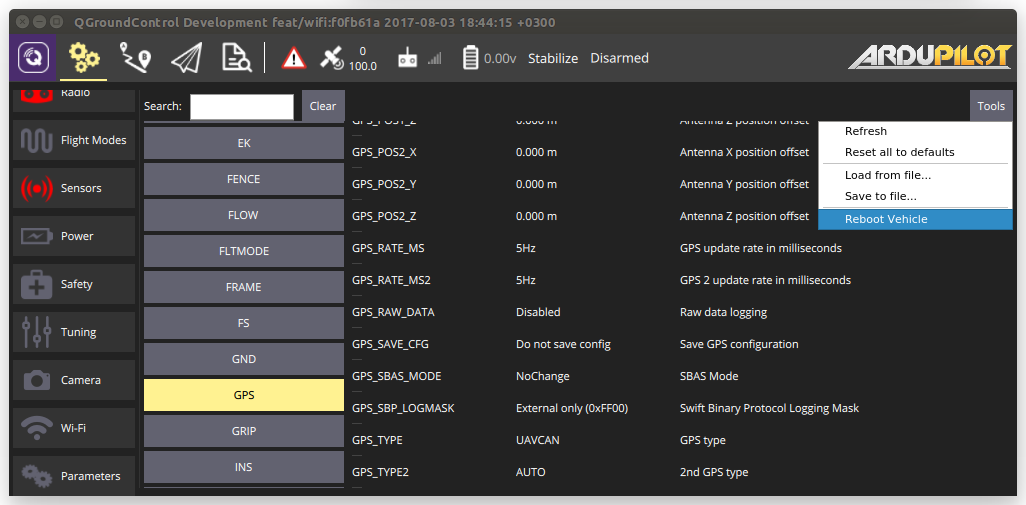 QGroundControl Development feat/wifi:f0fb61a 2017-08-03 18:44:15 +0300
0
100.0
0.00v Stabilize Disarmed
ARDUPILOT
Radio
Search: Clear
Tools
Flight Modes
Sensors
Power
Safety
Tuning
Camera
Wi-Fi
Parameters
EK
FENCE
FLOW
FLTMODE
FRAME
FS
GND
GPS
GRIP
INS
GPS_POS1_Z 0.000 m Antenna Z position offset
GPS_POS2_X 0.000 m Antenna X position offset
GPS_POS2_Y 0.000 m Antenna Y position offset
GPS_POS2_Z 0.000 m Antenna Z position offset
GPS_RATE_MS 5Hz GPS update rate in milliseconds
GPS_RATE_MS2 5Hz GPS 2 update rate in milliseconds
GPS_RAW_DATA Disabled Raw data logging
GPS_SAVE_CFG Do not save config Save GPS configuration
GPS_SBAS_MODE NoChange SBAS Mode
GPS_SBP_LOGMASK External only (0xFF00) Swift Binary Protocol Logging Mask
GPS_TYPE UAVCAN GPS type
GPS_TYPE2 AUTO 2nd GPS type
Refresh
Reset all to defaults
Load from file...
Save to file...
Reboot Vehicle